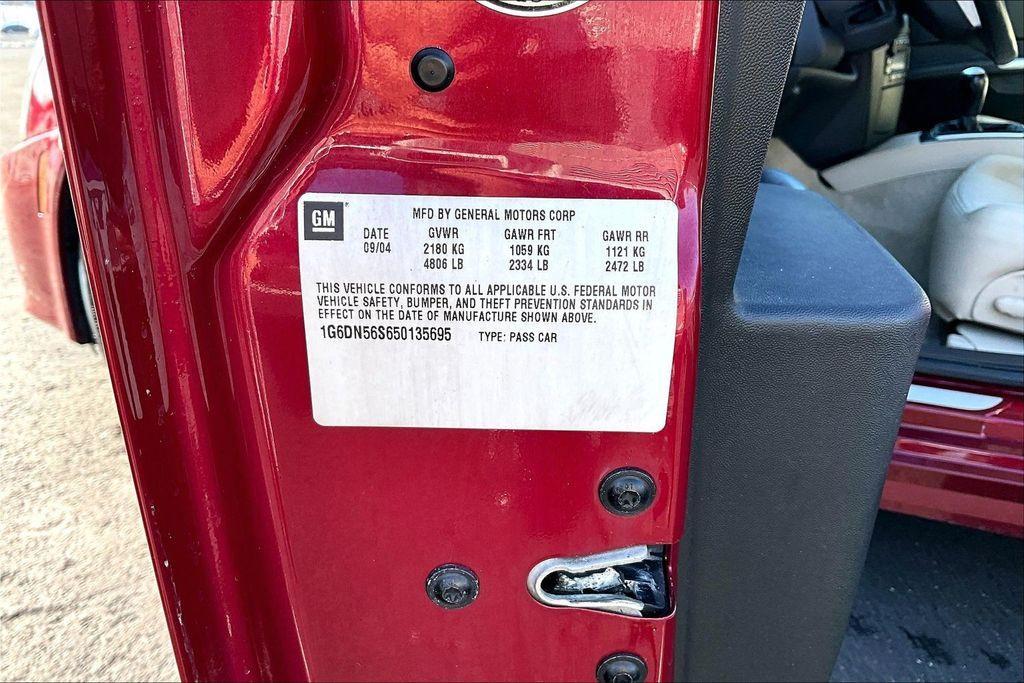 GM
MFD BY GENERAL MOTORS CORP
DATE GVWR GAWR FRT GAWR RR
09/04 2180 KG 1059 KG 1121 KG
4806 LB 2334 LB 2472 LB
THIS VEHICLE CONFORMS TO ALL APPLICABLE U.S. FEDERAL MOTOR
VEHICLE SAFETY, BUMPER, AND THEFT PREVENTION STANDARDS IN
EFFECT ON THE DATE OF MANUFACTURE SHOWN ABOVE.
1G6DN56S650135695 TYPE: PASS CAR